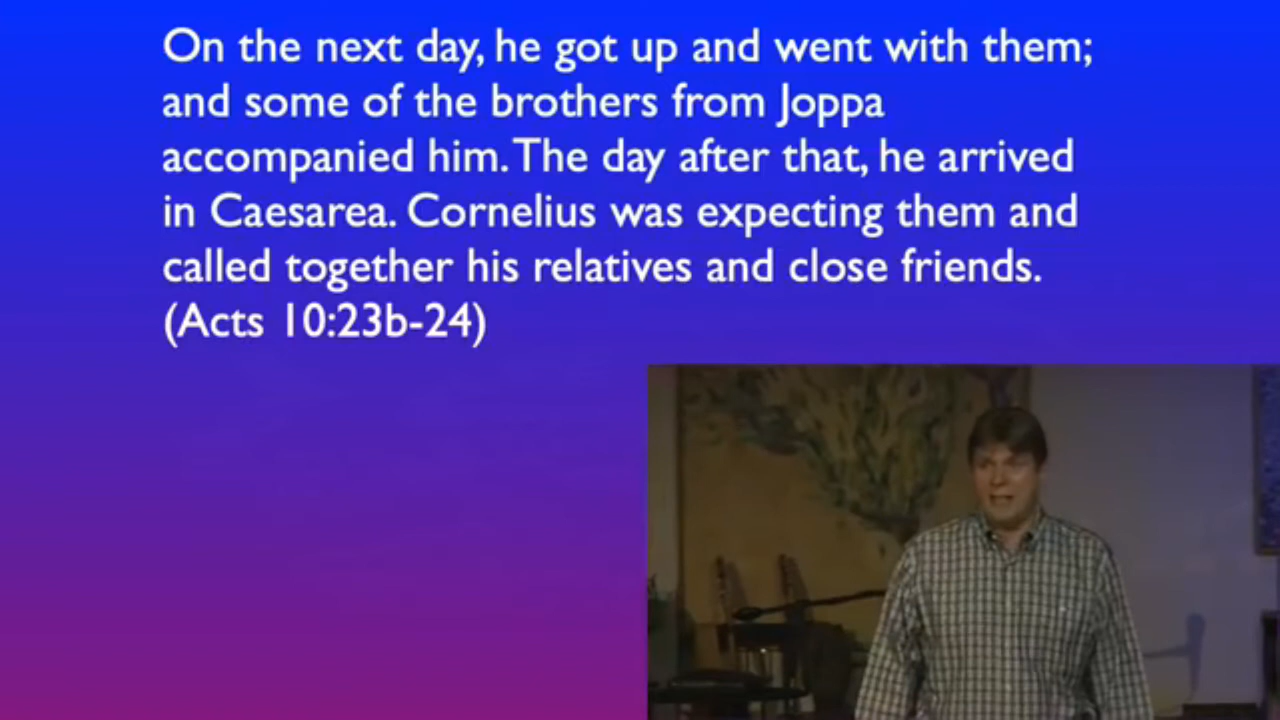 On the next day, he got up and went with them;
and some of the brothers from Joppa
accompanied him. The day after that, he arrived
in Caesarea. Cornelius was expecting them and
called together his relatives and close friends.
(Acts 10:23b-24)